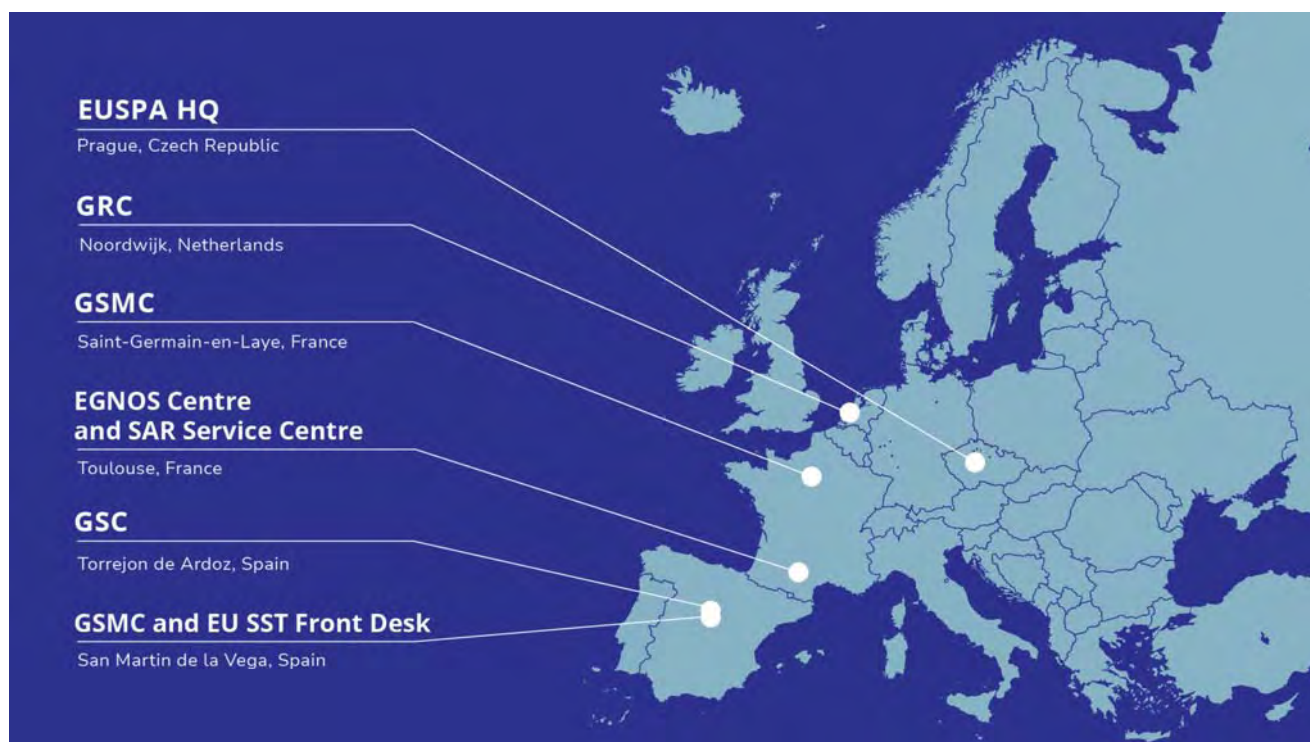 EUSPA HQ
Prague, Czech Republic
GRC
Noordwijk, Netherlands
GSMC
Saint-Germain-en-Laye, France
EGNOS Centre
and SAR Service Centre
Toulouse, France
GSC
Torrejon de Ardoz, Spain
GSMC and EU SST Front Desk
San Martin de la Vega, Spain